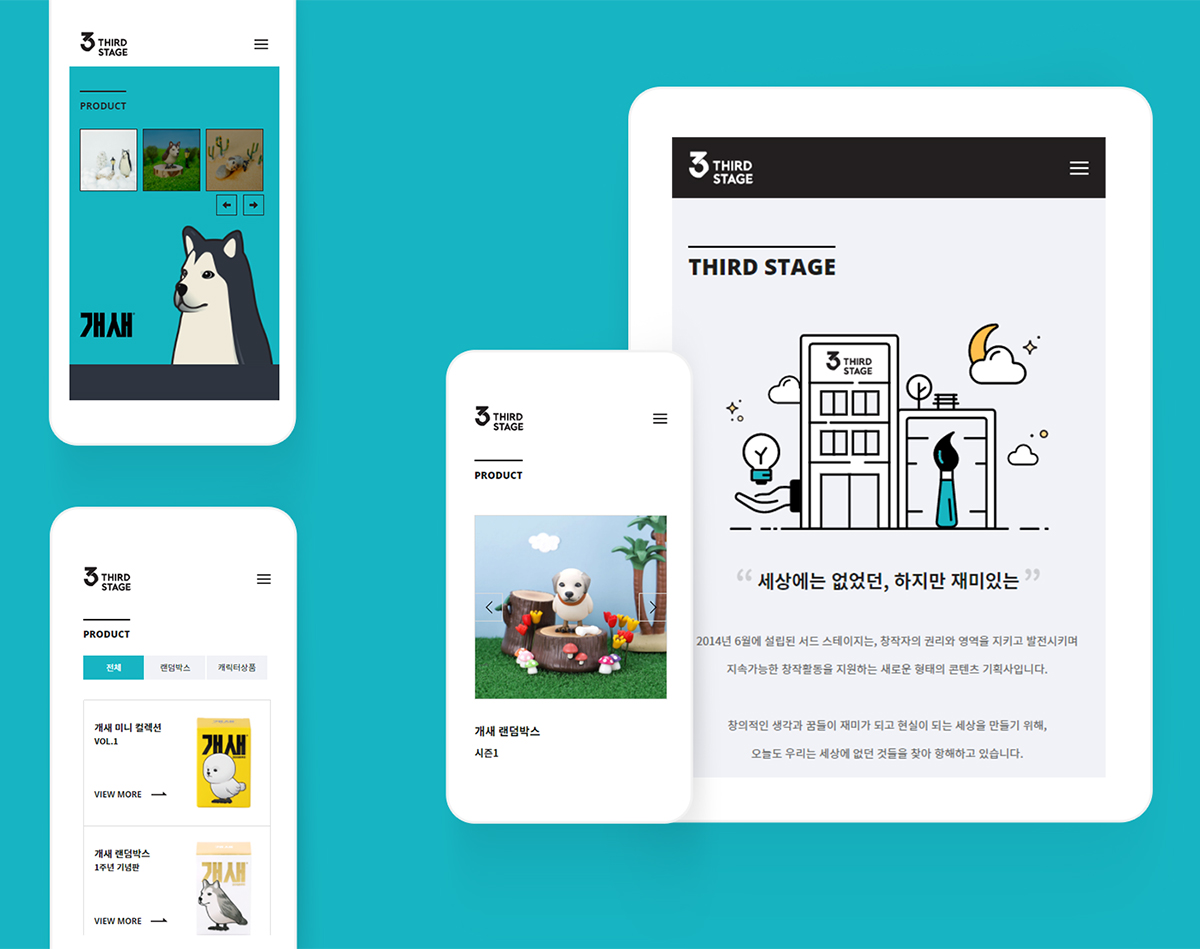 3 THIRD
STAGE
PRODUCT
개새
3 THIRD
STAGE
PRODUCT
전체
랜덤박스
캐릭터상품
개새 미니 컬렉션
VOL.1
VIEW MORE
개새
개새 랜덤박스
1주년 기념판
VIEW MORE
개새
3 THIRD
STAGE
PRODUCT
개새 랜덤박스
시즌1
3 THIRD
STAGE
THIRD STAGE
3 THIRD
STAGE
“ 세상에는 없었던, 하지만 재미있는 ”
2014년 6월에 설립된 서드 스테이지는, 창작자의 권리와 영역을 지키고 발전시키며
지속가능한 창작활동을 지원하는 새로운 형태의 콘텐츠 기획사입니다.
창의적인 생각과 꿈들이 재미가 되고 현실이 되는 세상을 만들기 위해,
오늘도 우리는 세상에 없던 것들을 찾아 항해하고 있습니다.